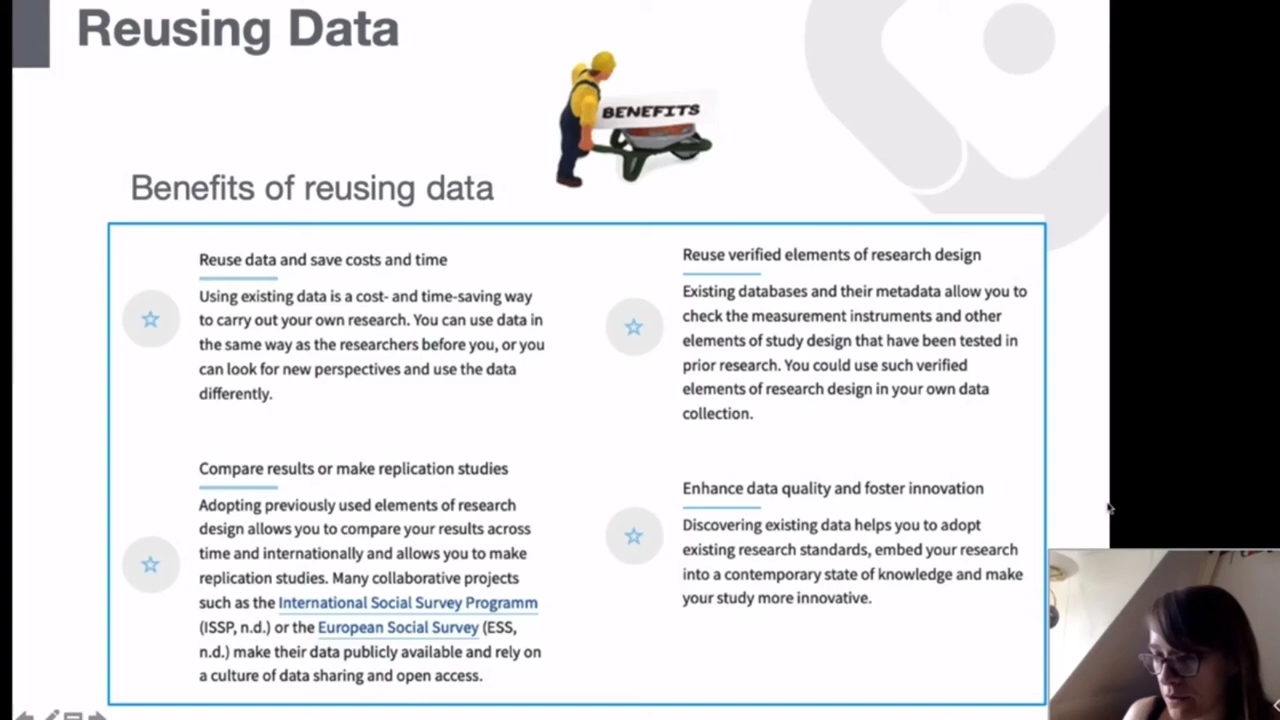 Reusing Data
BENEFITS
Benefits of reusing data
Reuse data and save costs and time
Using existing data is a cost- and time-saving way
to carry out your own research. You can use data in
the same way as the researchers before you, or you
can look for new perspectives and use the data
differently.
Reuse verified elements of research design
Existing databases and their metadata allow you to
check the measurement instruments and other
elements of study design that have been tested in
prior research. You could use such verified
elements of research design in your own data
collection.
Compare results or make replication studies
Adopting previously used elements of research
design allows you to compare your results across
time and internationally and allows you to make
replication studies. Many collaborative projects
such as the International Social Survey Programm
(ISSP, n.d.) or the European Social Survey (ESS,
n.d.) make their data publicly available and rely on
a culture of data sharing and open access.
Enhance data quality and foster innovation
Discovering existing data helps you to adopt
existing research standards, embed your research
into a contemporary state of knowledge and make
your study more innovative.